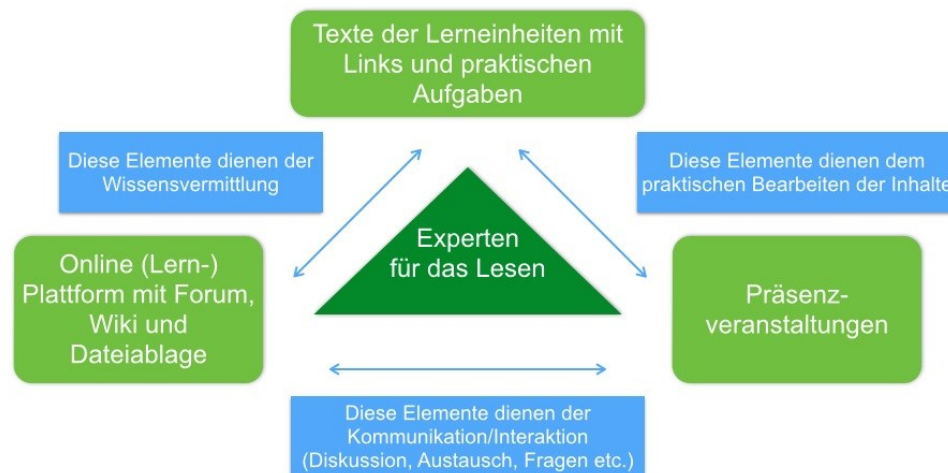 Texte der Lerneinheiten mit
Links und praktischen
Aufgaben
Diese Elemente dienen der
Wissensvermittlung
Diese Elemente dienen dem
praktischen Bearbeiten der Inhalte
Experten
für das Lesen
Online (Lern-)
Plattform mit Forum,
Wiki und
Dateiablage
Präsenz-
veranstaltungen
Diese Elemente dienen der
Kommunikation/Interaktion
(Diskussion, Austausch, Fragen etc.)